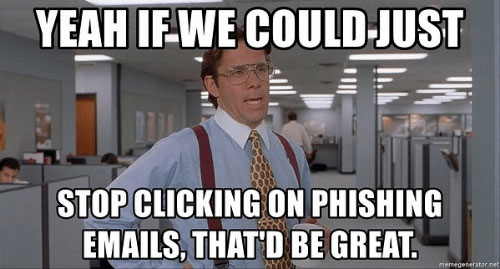 YEAH IF WE COULD JUST
STOP CLICKING ON PHISHING
EMAILS, THAT'D BE GREAT.
memegenerator.net